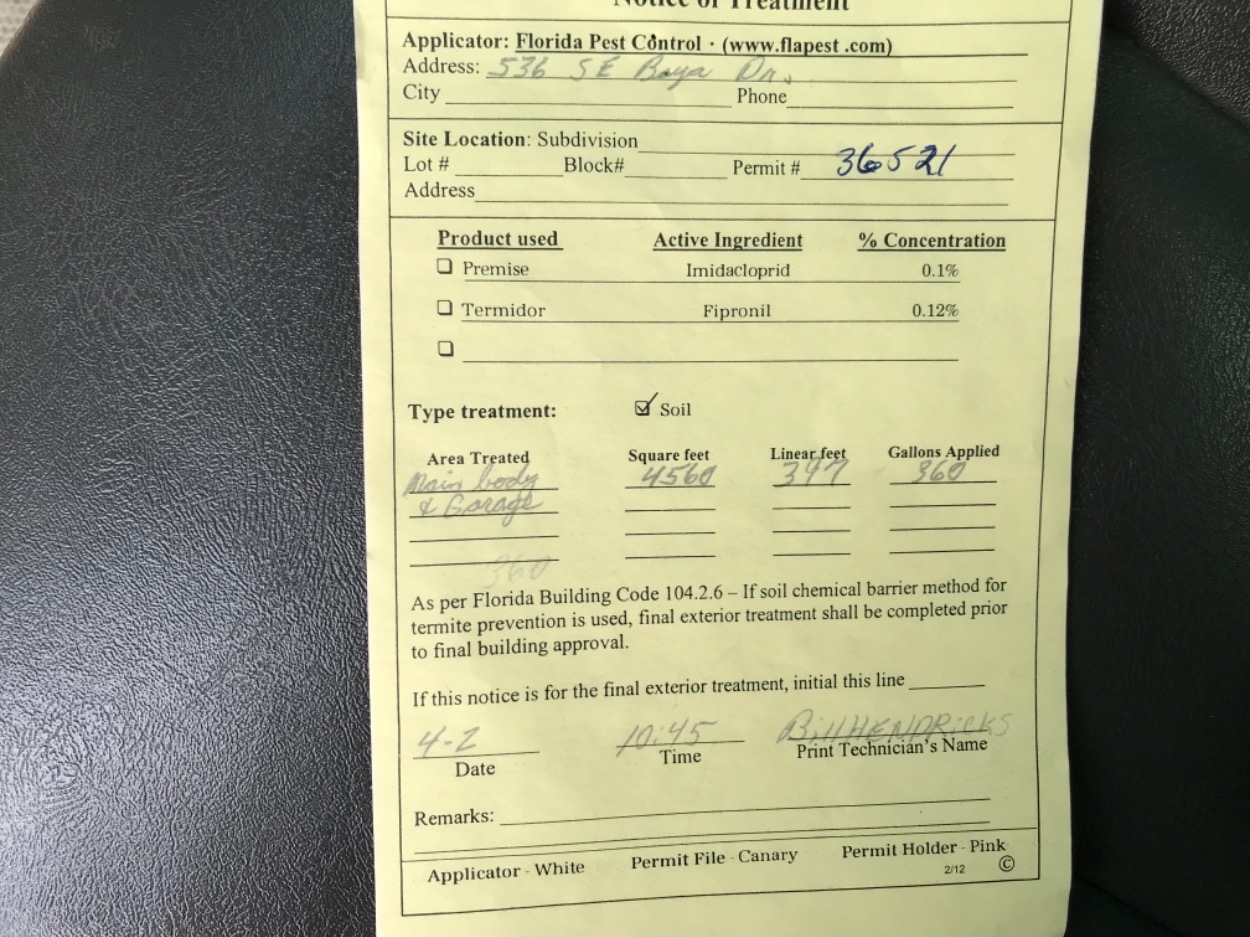 Notice of Treatment
Applicator: Florida Pest Control · (www.flapest .com)
Address: 536 SE Baya Dr.
City Phone
Site Location: Subdivision
Lot # Block# Permit # 36521
Address
Product used Active Ingredient % Concentration
Premise Imidacloprid 0.1%
Termidor Fipronil 0.12%
Type treatment: Soil
Area Treated Square feet Linear feet Gallons Applied
Main body 4560 397 360
& Garage
360
As per Florida Building Code 104.2.6 – If soil chemical barrier method for
termite prevention is used, final exterior treatment shall be completed prior
to final building approval.
If this notice is for the final exterior treatment, initial this line
4-2 10:45 Bill HENDRICKS
Date Time Print Technician's Name
Remarks:
Applicator - White Permit File - Canary Permit Holder - Pink
2/12 ©